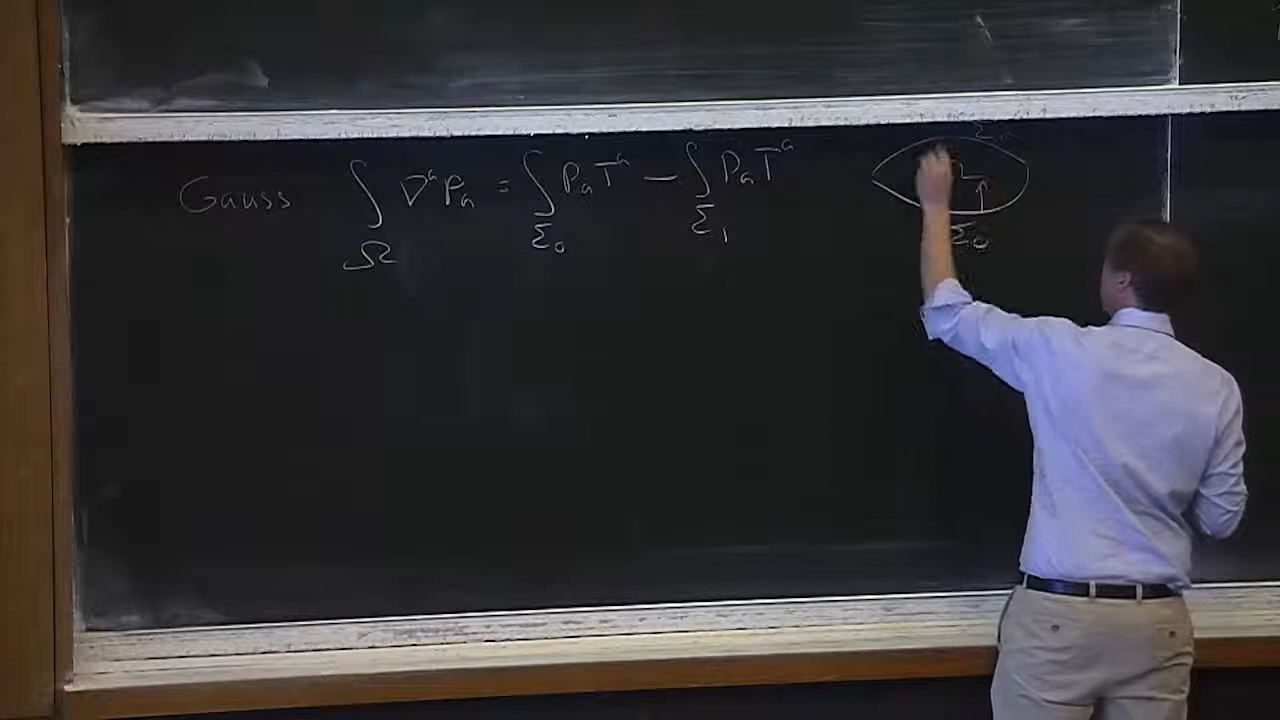 Gauss ∫_Ω ∇^a P_a = ∫_{Σ_0} P_a T^a − ∫_{Σ_1} P_a T^a
Σ_0